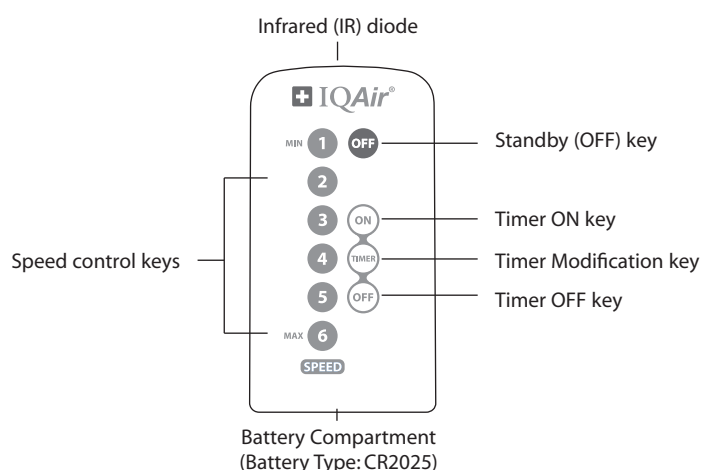 Infrared (IR) diode
IQAir®
MIN 1 OFF
Standby (OFF) key
2
3 ON
Timer ON key
Speed control keys
4 TIMER
Timer Modification key
5 OFF
Timer OFF key
MAX 6
SPEED
Battery Compartment
(Battery Type: CR2025)